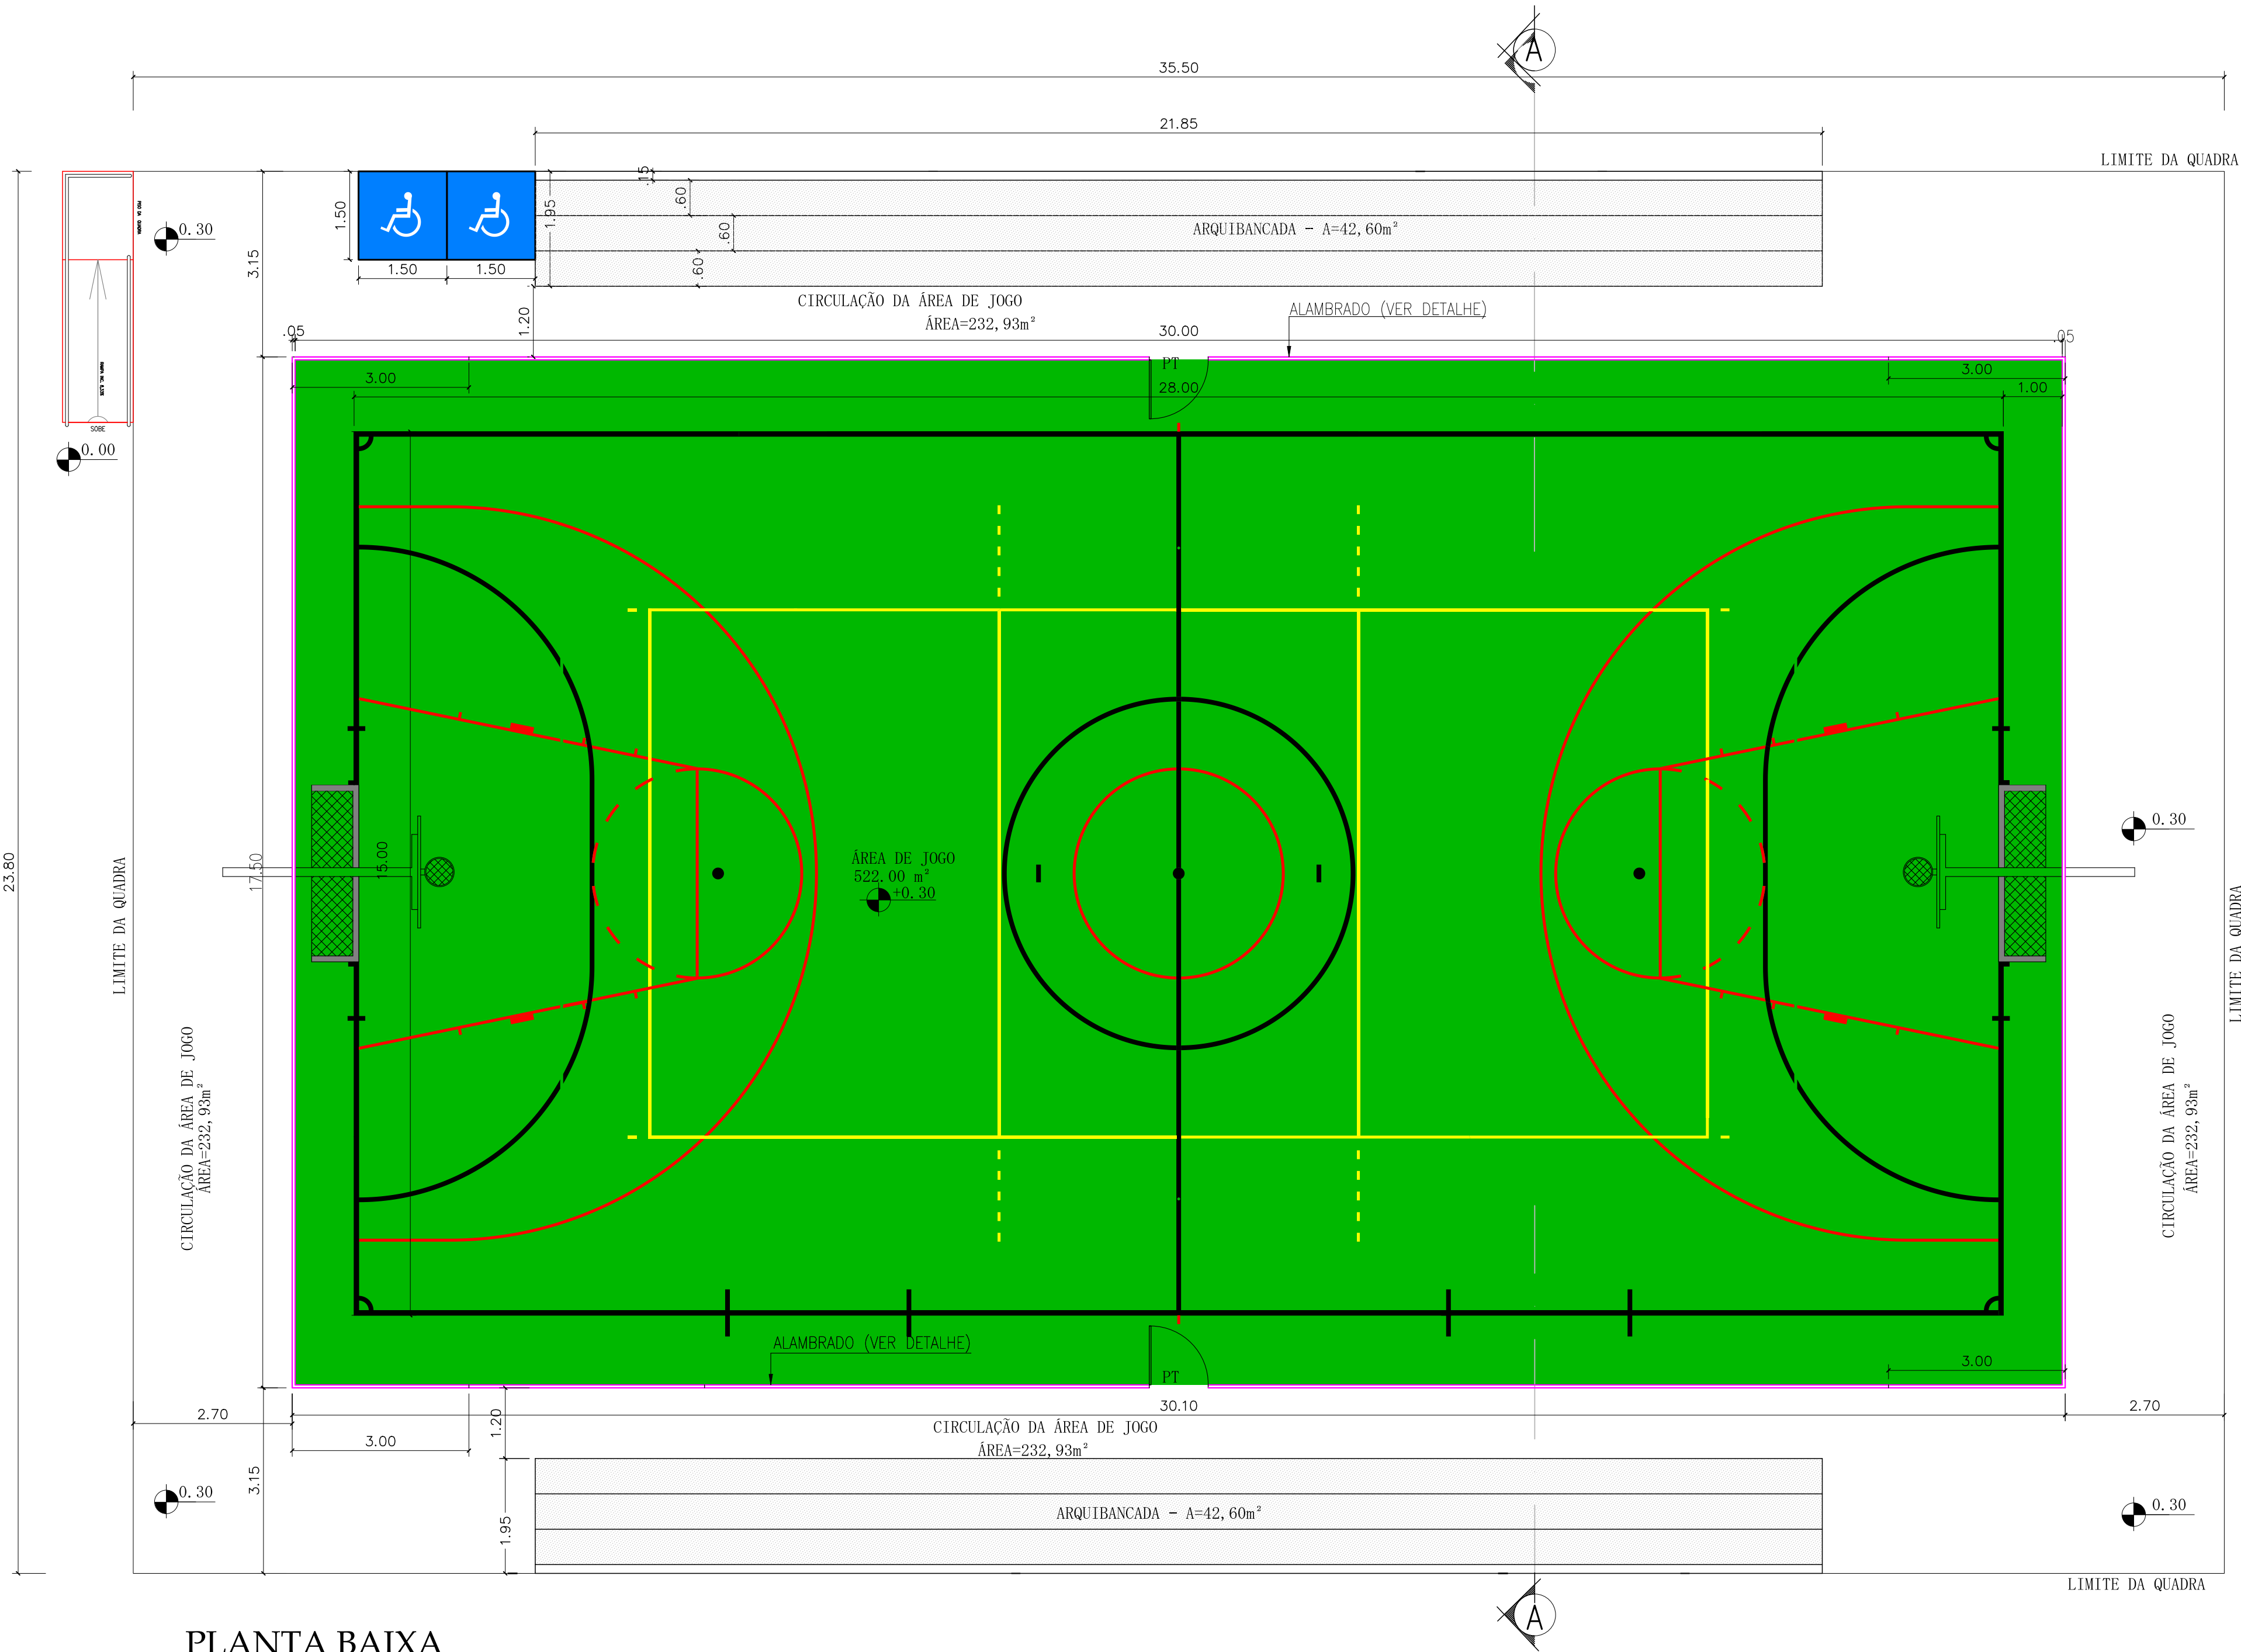 A
35.50
21.85
LIMITE DA QUADRA
PISO DA QUADRA
0.30
1.50
1.50
1.50
1.95
.15
.60
.60
.60
ARQUIBANCADA - A=42,60m²
3.15
1.20
CIRCULAÇÃO DA ÁREA DE JOGO
ÁREA=232,93m²
ALAMBRADO (VER DETALHE)
.05
30.00
.05
SOBE
0.00
3.00
PT
28.00
3.00
1.00
23.80
LIMITE DA QUADRA
17.50
15.00
ÁREA DE JOGO
522.00 m²
+0.30
0.30
LIMITE DA QUADRA
CIRCULAÇÃO DA ÁREA DE JOGO
ÁREA=232,93m²
CIRCULAÇÃO DA ÁREA DE JOGO
ÁREA=232,93m²
ALAMBRADO (VER DETALHE)
PT
3.00
2.70
30.10
2.70
1.20
CIRCULAÇÃO DA ÁREA DE JOGO
ÁREA=232,93m²
3.00
3.15
0.30
1.95
ARQUIBANCADA - A=42,60m²
0.30
LIMITE DA QUADRA
A
PLANTA BAIXA